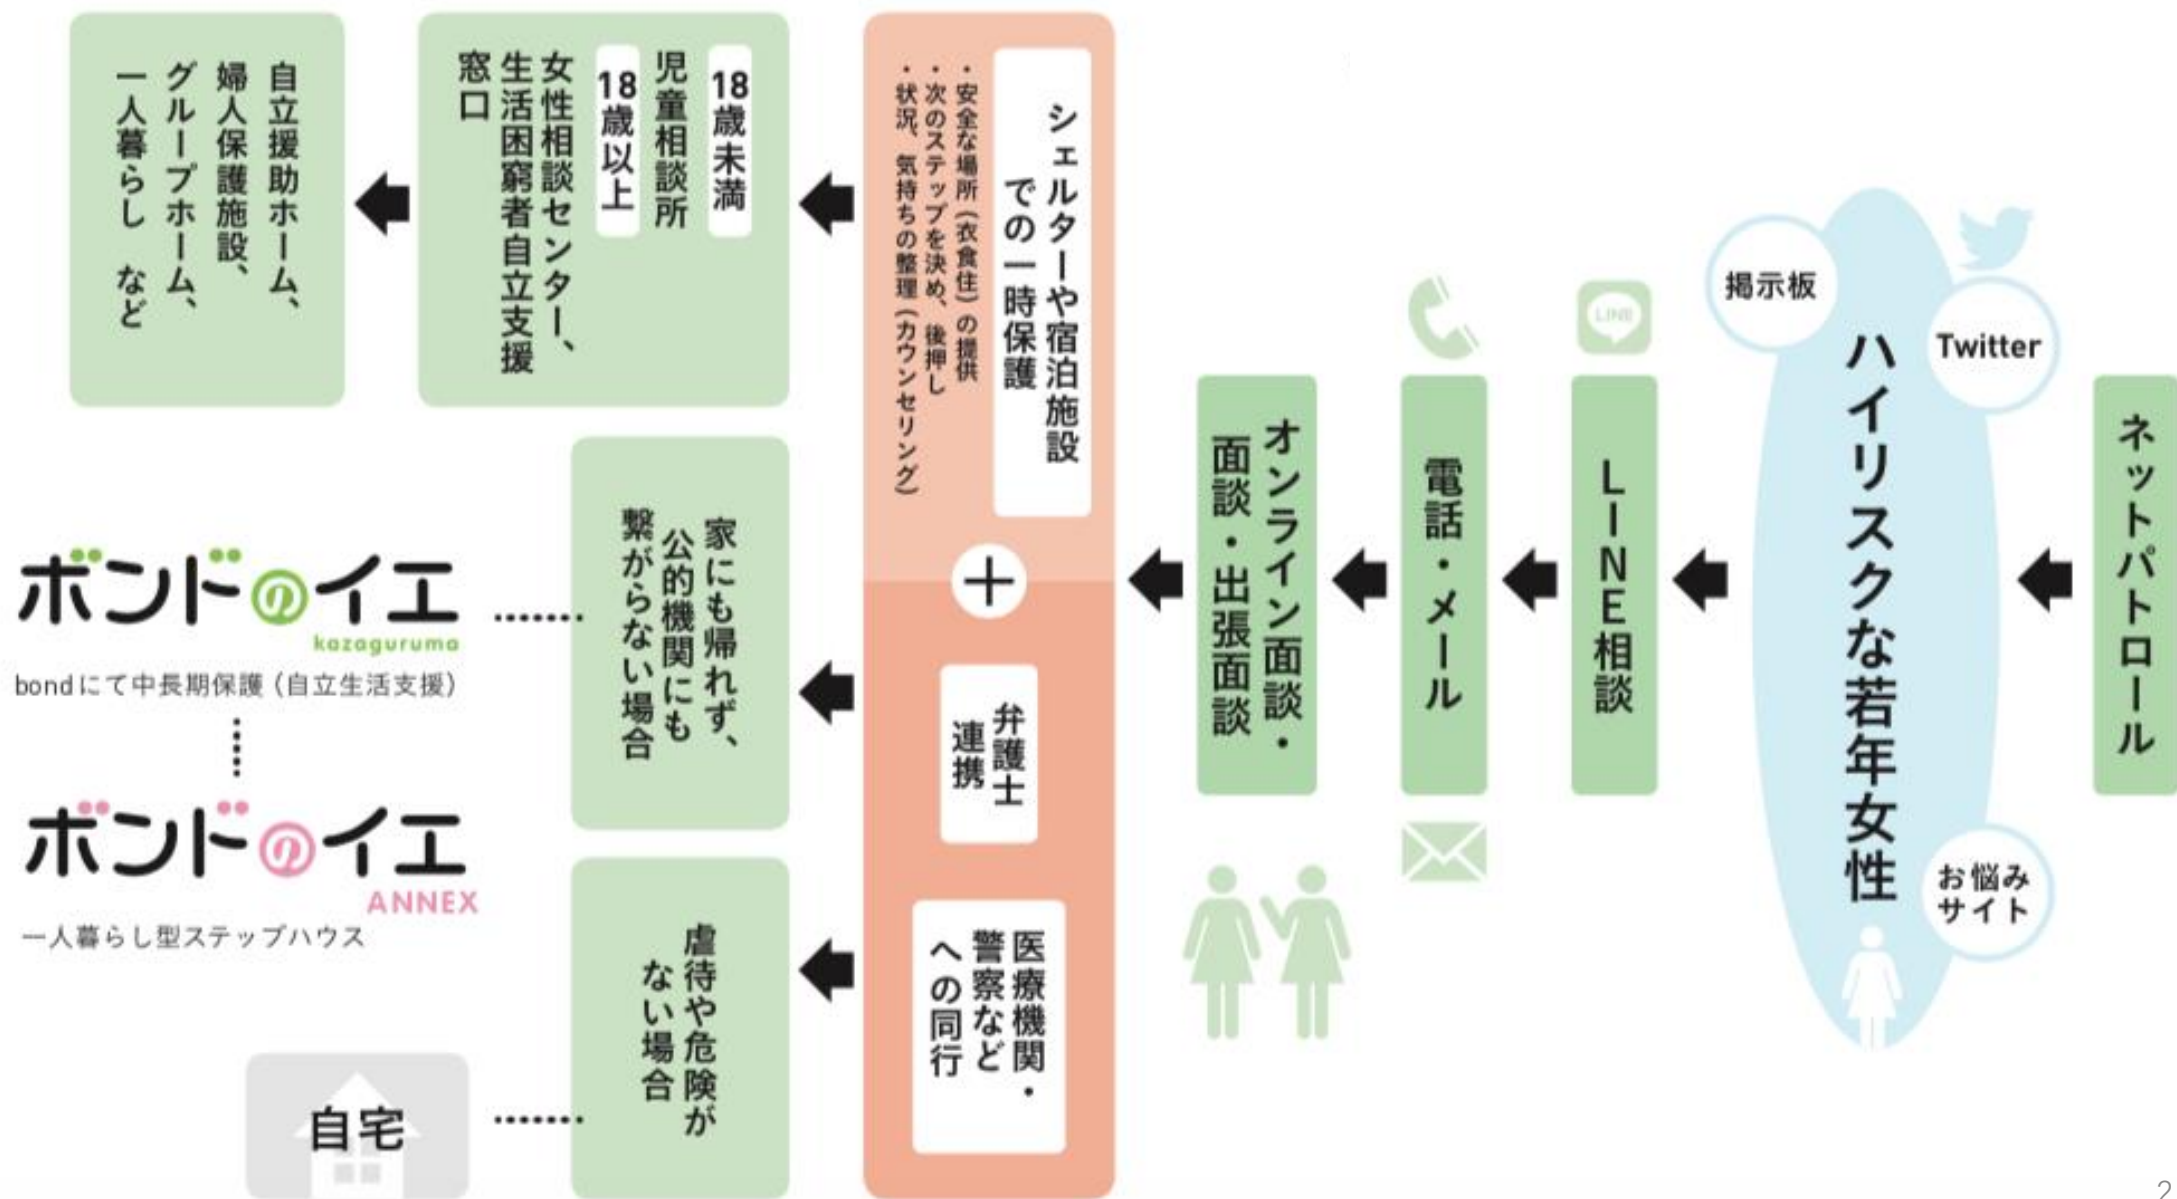 ネットパトロール
ハイリスクな若年女性
掲示板
Twitter
お悩み
サイト
LINE
LINE相談
電話・メール
オンライン面談・
面談・出張面談
シェルターや宿泊施設
での一時保護
・安全な場所（衣食住）の提供
・次のステップを決め、後押し
・状況、気持ちの整理（カウンセリング）
＋
弁護士
連携
医療機関・
警察など
への同行
18歳未満
児童相談所
18歳以上
女性相談センター、
生活困窮者自立支援
窓口
自立援助ホーム、
婦人保護施設、
グループホーム、
一人暮らし など
家にも帰れず、
公的機関にも
繋がらない場合
ボンドのイエ
kazaguruma
bondにて中長期保護（自立生活支援）
ボンドのイエ
ANNEX
一人暮らし型ステップハウス
虐待や危険が
ない場合
自宅
2